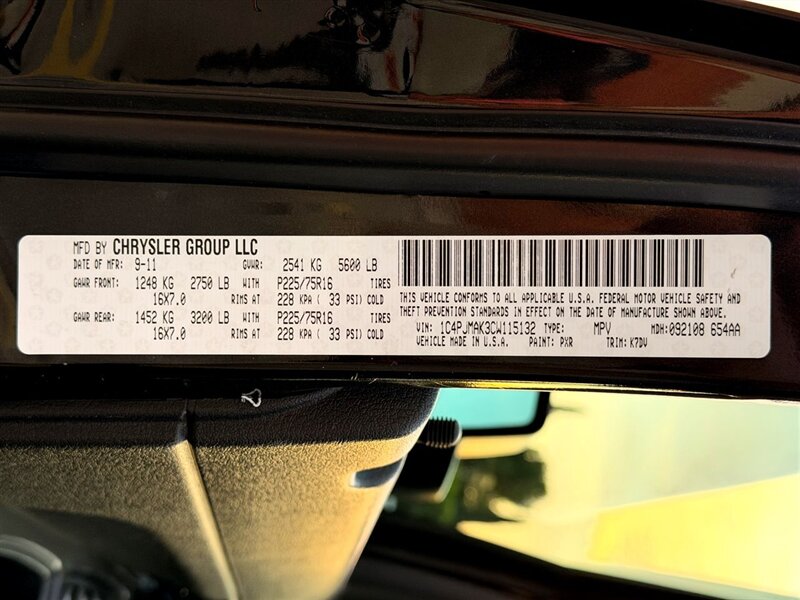 MFD BY CHRYSLER GROUP LLC
DATE OF MFR: 9-11 GVWR: 2541 KG 5600 LB
GAWR FRONT: 1248 KG 2750 LB WITH P225/75R16 TIRES
16X7.0 RIMS AT 228 KPA ( 33 PSI) COLD
GAWR REAR: 1452 KG 3200 LB WITH P225/75R16 TIRES
16X7.0 RIMS AT 228 KPA ( 33 PSI) COLD
THIS VEHICLE CONFORMS TO ALL APPLICABLE U.S.A. FEDERAL MOTOR VEHICLE SAFETY AND
THEFT PREVENTION STANDARDS IN EFFECT ON THE DATE OF MANUFACTURE SHOWN ABOVE.
VIN: 1C4PJMAK3CW115132 TYPE: MPV MDH: 092108 654AA
VEHICLE MADE IN U.S.A. PAINT: PXR TRIM: K7DV